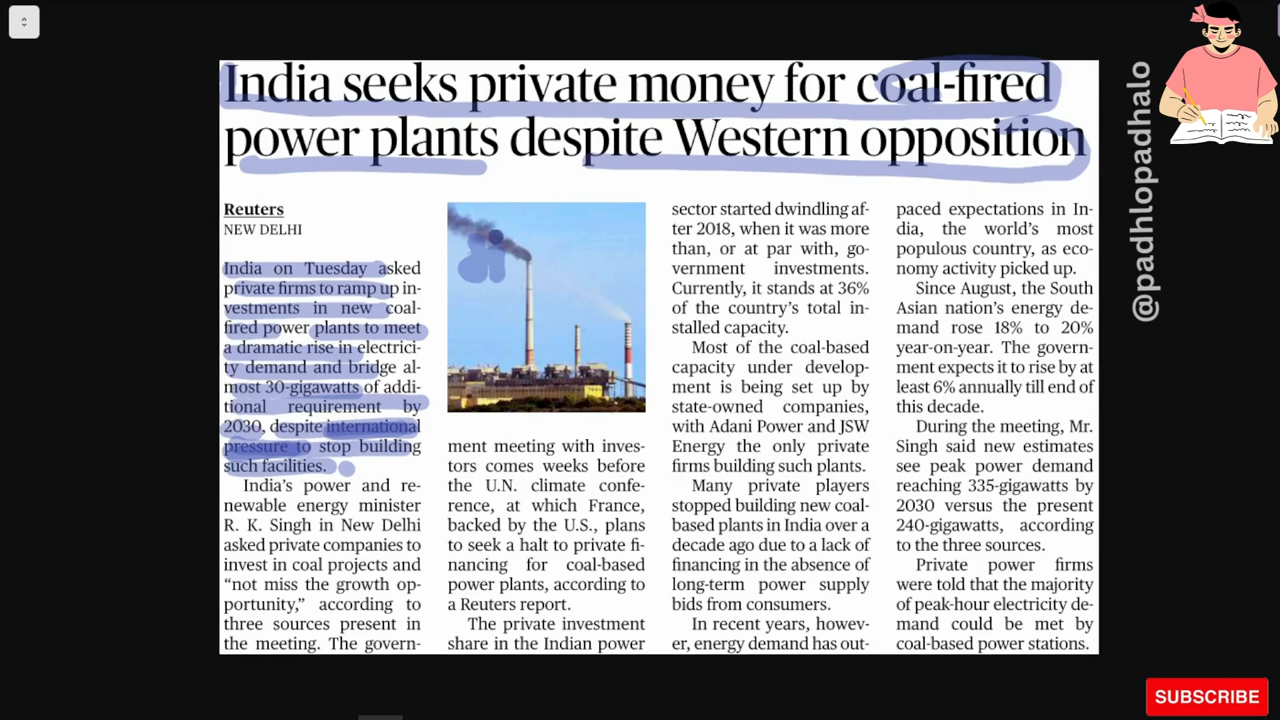 India seeks private money for coal-fired
power plants despite Western opposition
Reuters
NEW DELHI
India on Tuesday asked
private firms to ramp up in-
vestments in new coal-
fired power plants to meet
a dramatic rise in electrici-
ty demand and bridge al-
most 30-gigawatts of addi-
tional requirement by
2030, despite international
pressure to stop building
such facilities.
India's power and re-
newable energy minister
R. K. Singh in New Delhi
asked private companies to
invest in coal projects and
“not miss the growth op-
portunity,” according to
three sources present in
the meeting. The govern-
ment meeting with inves-
tors comes weeks before
the U.N. climate confe-
rence, at which France,
backed by the U.S., plans
to seek a halt to private fi-
nancing for coal-based
power plants, according to
a Reuters report.
The private investment
share in the Indian power
sector started dwindling af-
ter 2018, when it was more
than, or at par with, go-
vernment investments.
Currently, it stands at 36%
of the country's total in-
stalled capacity.
Most of the coal-based
capacity under develop-
ment is being set up by
state-owned companies,
with Adani Power and JSW
Energy the only private
firms building such plants.
Many private players
stopped building new coal-
based plants in India over a
decade ago due to a lack of
financing in the absence of
long-term power supply
bids from consumers.
In recent years, howev-
er, energy demand has out-
paced expectations in In-
dia, the world's most
populous country, as eco-
nomy activity picked up.
Since August, the South
Asian nation's energy de-
mand rose 18% to 20%
year-on-year. The govern-
ment expects it to rise by at
least 6% annually till end of
this decade.
During the meeting, Mr.
Singh said new estimates
see peak power demand
reaching 335-gigawatts by
2030 versus the present
240-gigawatts, according
to the three sources.
Private power firms
were told that the majority
of peak-hour electricity de-
mand could be met by
coal-based power stations.
@padhlopadhalo
SUBSCRIBE